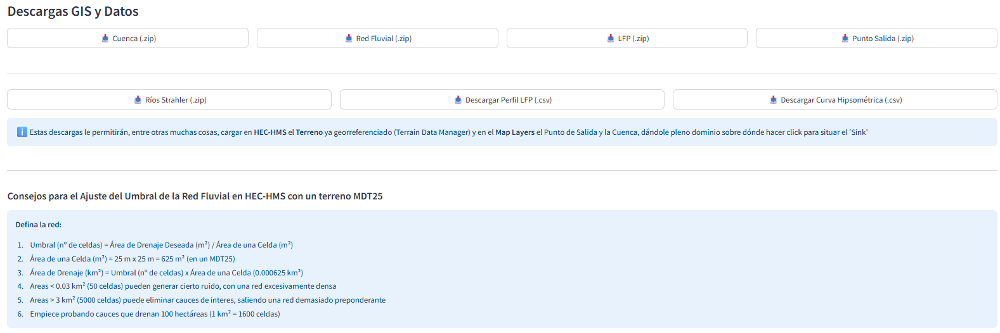 Descargas GIS y Datos
Cuenca (.zip)
Red Fluvial (.zip)
LFP (.zip)
Punto Salida (.zip)
Ríos Strahler (.zip)
Descargar Perfil LFP (.csv)
Descargar Curva Hipsométrica (.csv)
Estas descargas le permitirán, entre otras muchas cosas, cargar en HEC-HMS el Terreno ya georreferenciado (Terrain Data Manager) y en el Map Layers el Punto de Salida y la Cuenca, dándole pleno dominio sobre dónde hacer click para situar el 'Sink'
Consejos para el Ajuste del Umbral de la Red Fluvial en HEC-HMS con un terreno MDT25
Defina la red:
1. Umbral (nº de celdas) = Área de Drenaje Deseada (m²) / Área de una Celda (m²)
2. Área de una Celda (m²) = 25 m x 25 m = 625 m² (en un MDT25)
3. Área de Drenaje (km²) = Umbral (nº de celdas) x Área de una Celda (0.000625 km²)
4. Areas < 0.03 km² (50 celdas) pueden generar cierto ruido, con una red excesivamente densa
5. Areas > 3 km² (5000 celdas) puede eliminar cauces de interes, saliendo una red demasiado preponderante
6. Empiece probando cauces que drenan 100 hectáreas (1 km² = 1600 celdas)